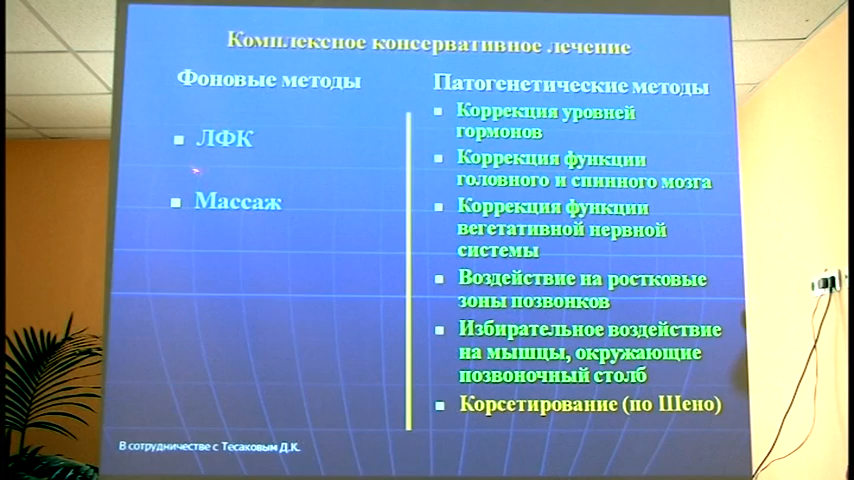 Комплексное консервативное лечение
Фоновые методы
ЛФК
Массаж
Патогенетические методы
Коррекция уровней
гормонов
Коррекция функции
головного и спинного мозга
Коррекция функции
вегетативной нервной
системы
Воздействие на ростковые
зоны позвонков
Избирательное воздействие
на мышцы, окружающие
позвоночный столб
Корсетирование (по Шено)
В сотрудничестве с Тесаковым Д.К.